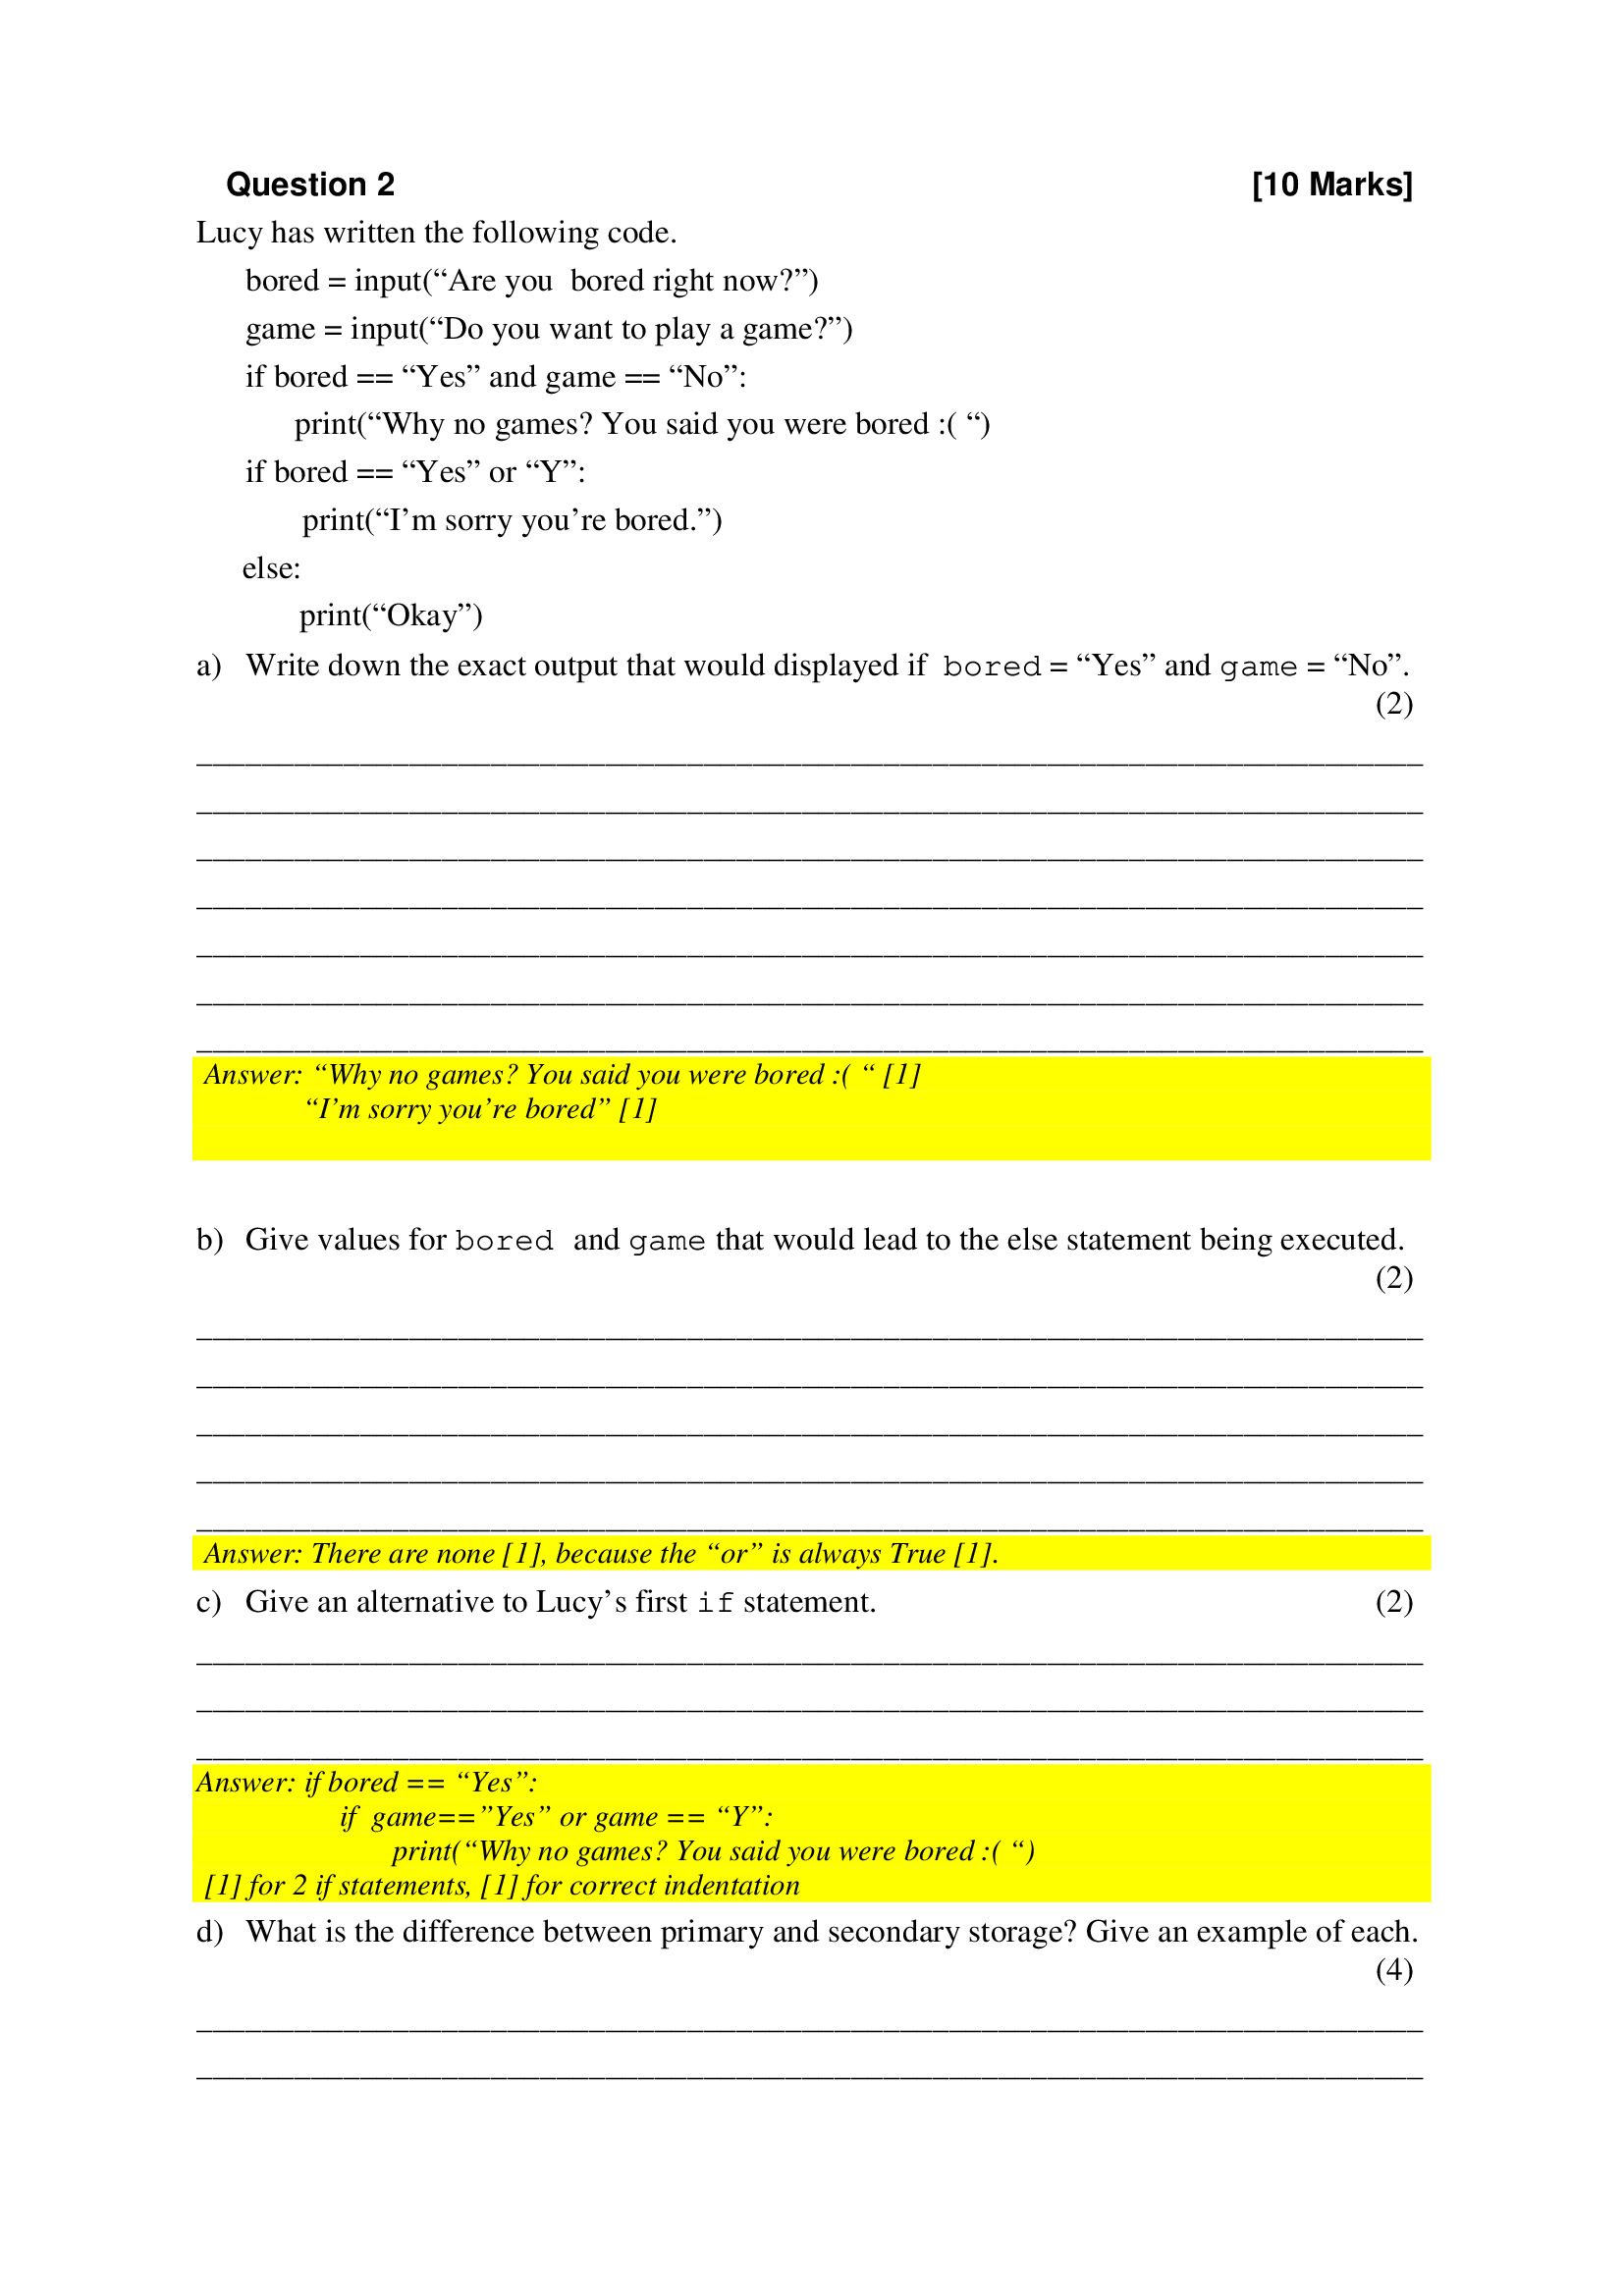 Question 2 [10 Marks]
Lucy has written the following code.
bored = input(“Are you  bored right now?”)
game = input(“Do you want to play a game?”)
if bored == “Yes” and game == “No”:
print(“Why no games? You said you were bored :( “)
if bored == “Yes” or “Y”:
print(“I’m sorry you’re bored.”)
else:
print(“Okay”)
a) Write down the exact output that would displayed if  bored = “Yes” and game = “No”.
(2)
Answer: “Why no games? You said you were bored :( “ [1]
“I’m sorry you’re bored” [1]
b) Give values for bored  and game that would lead to the else statement being executed.
(2)
Answer: There are none [1], because the “or” is always True [1].
c) Give an alternative to Lucy’s first if statement. (2)
Answer: if bored == “Yes”:
if  game==”Yes” or game == “Y”:
print(“Why no games? You said you were bored :( “)
[1] for 2 if statements, [1] for correct indentation
d) What is the difference between primary and secondary storage? Give an example of each.
(4)